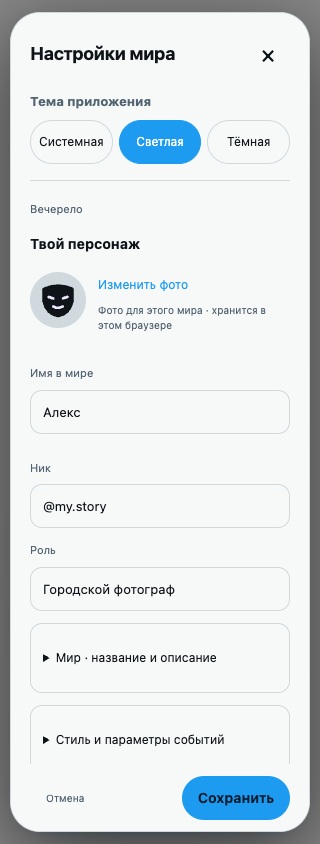 Настройки мира
Тема приложения
Системная Светлая Тёмная
Вечерело
Твой персонаж
Изменить фото
Фото для этого мира · хранится в
этом браузере
Имя в мире
Алекс
Ник
@my.story
Роль
Городской фотограф
Мир · название и описание
Стиль и параметры событий
Отмена Сохранить